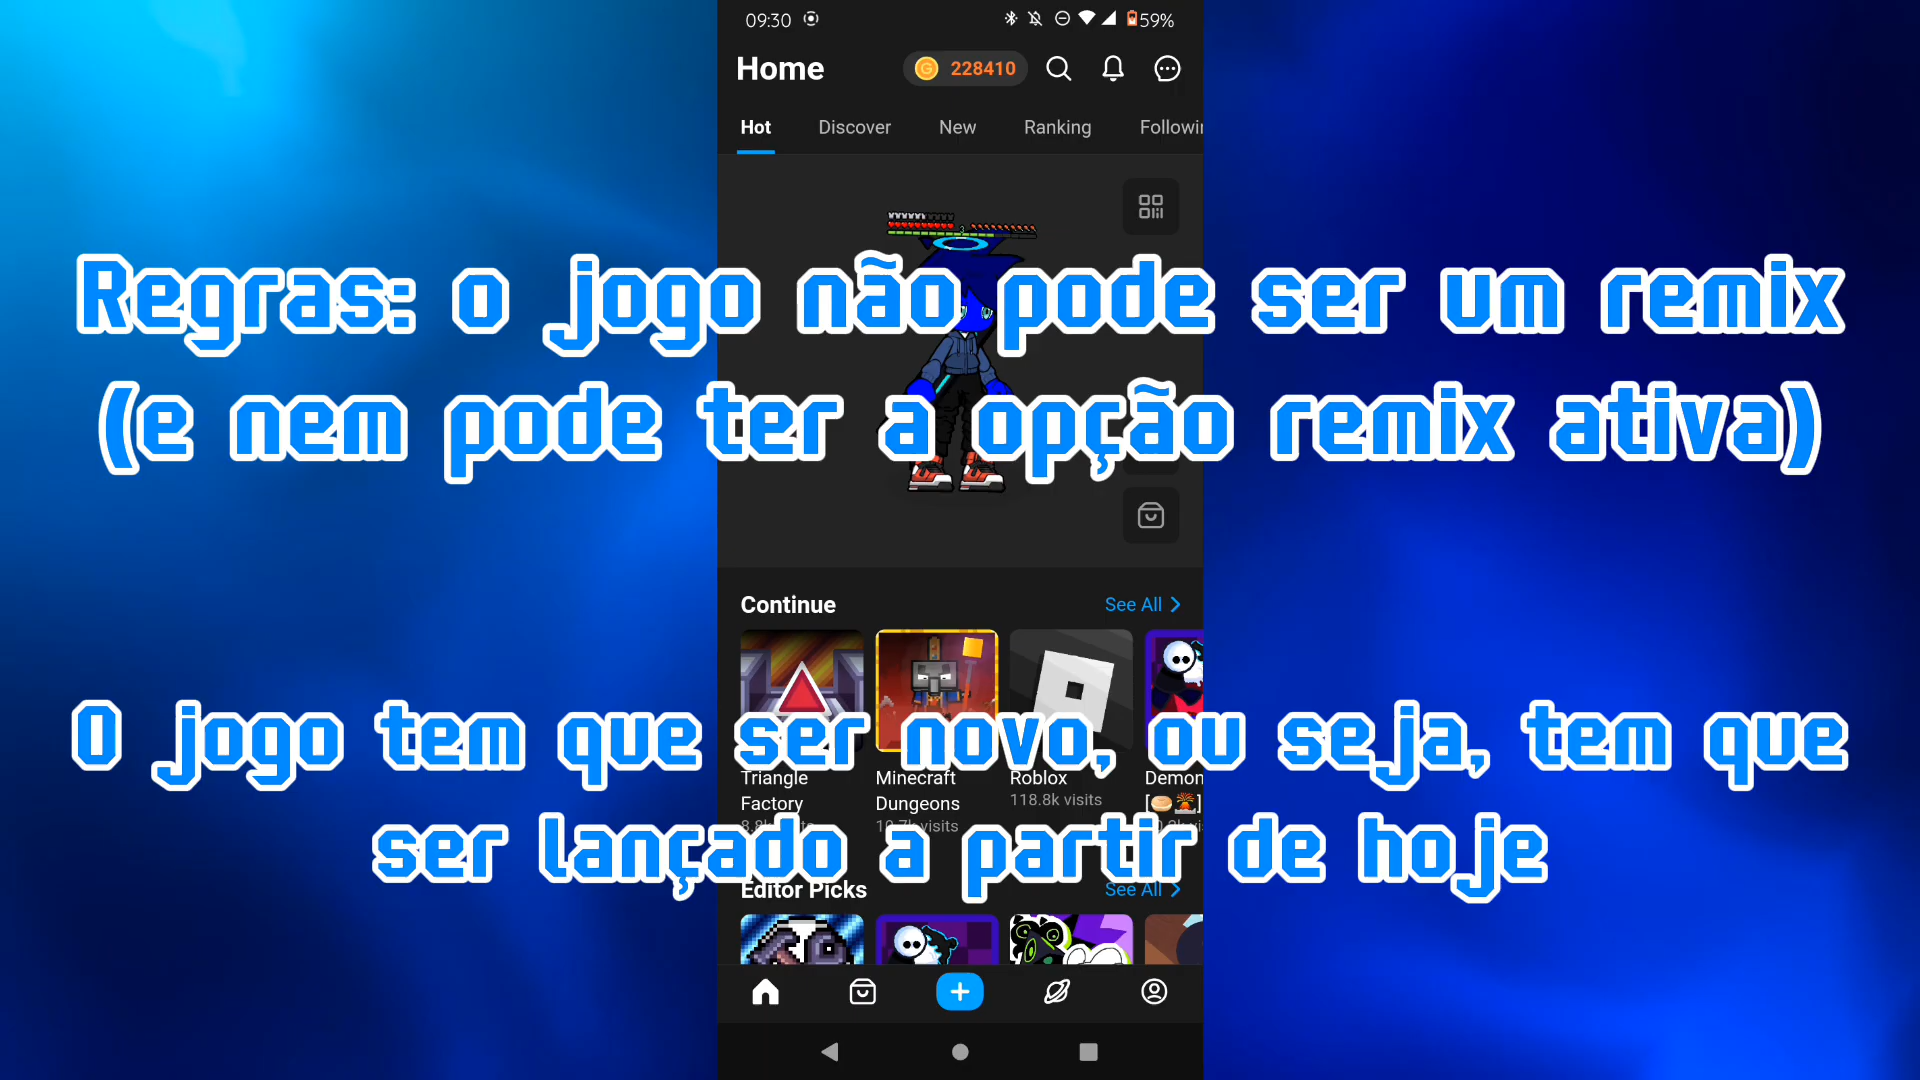 09:30
59%
Home
228410
Hot Discover New Ranking Followin
Regras: o jogo não pode ser um remix
(e nem pode ter a opção remix ativa)
Continue
See All
O jogo tem que ser novo, ou seja, tem que
ser lançado a partir de hoje
Triangle
Factory
Minecraft
Dungeons
Roblox
118.8k visits
Demon
visits
Editor Picks
See All